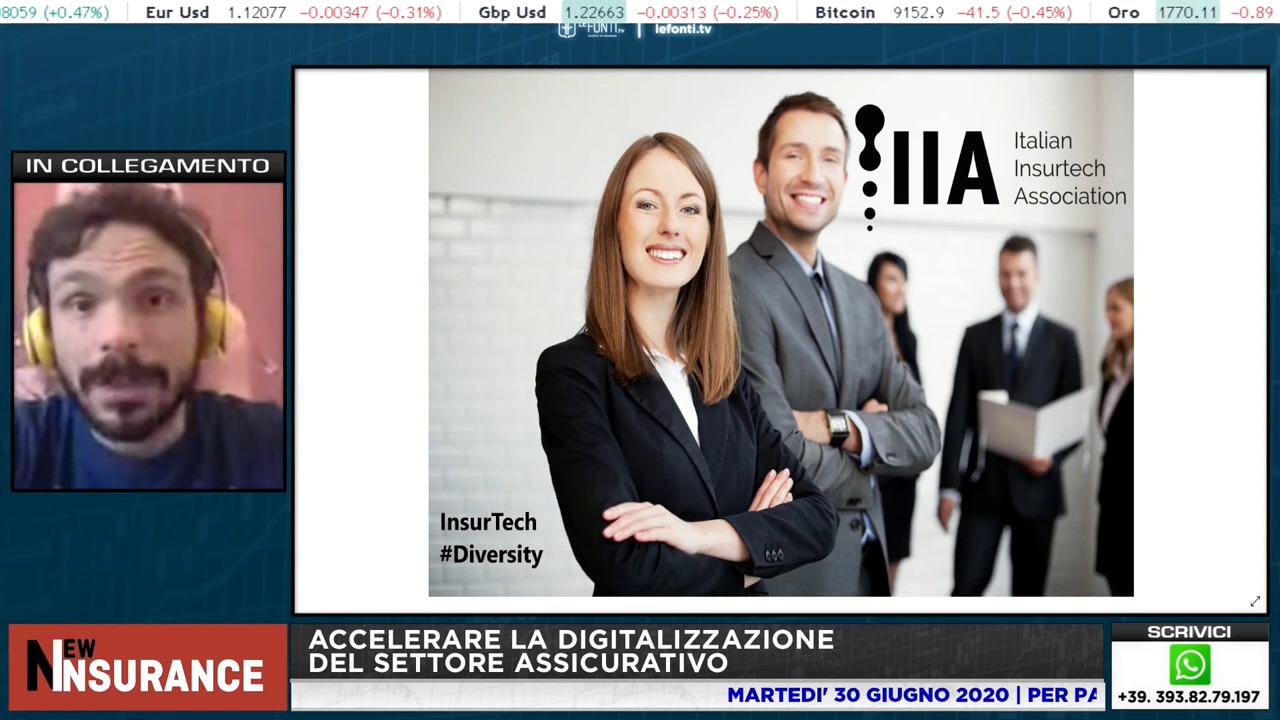 8059 (+0.47%) Eur Usd 1.12077 −0.00347 (−0.31%) Gbp Usd 1.22663 −0.00313 (−0.25%) Bitcoin 9152.9 −41.5 (−0.45%) Oro 1770.11 −0.89
FONTI.TV | lefonti.tv
IN COLLEGAMENTO
IIA
Italian
Insurtech
Association
InsurTech
#Diversity
NEW
INSURANCE
ACCELERARE LA DIGITALIZZAZIONE
DEL SETTORE ASSICURATIVO
MARTEDI' 30 GIUGNO 2020 | PER PA
SCRIVICI
+39. 393.82.79.197